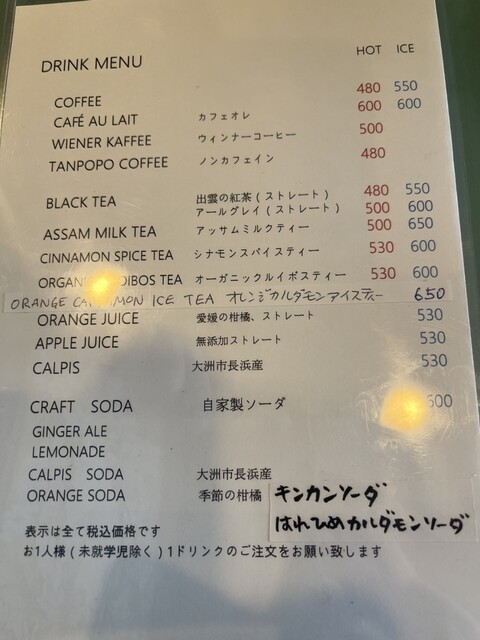 HOT ICE
DRINK MENU
COFFEE 480 550
CAFÉ AU LAIT カフェオレ 600 600
WIENER KAFFEE ウィンナーコーヒー 500
TANPOPO COFFEE ノンカフェイン 480
BLACK TEA 出雲の紅茶(ストレート) 480 550
アールグレイ(ストレート) 500 600
ASSAM MILK TEA アッサムミルクティー 500 650
CINNAMON SPICE TEA シナモンスパイスティー 530 600
ORGANIC ROOIBOS TEA オーガニックルイボスティー 530 600
ORANGE CARDAMON ICE TEA オレンジカルダモンアイスティー 650
ORANGE JUICE 愛媛の柑橘、ストレート 530
APPLE JUICE 無添加ストレート 530
CALPIS 大洲市長浜産 530
CRAFT SODA 自家製ソーダ 600
GINGER ALE
LEMONADE
CALPIS SODA 大洲市長浜産
ORANGE SODA 季節の柑橘 キンカンソーダ
はれひめカルダモンソーダ
表示は全て税込価格です
お1人様(未就学児除く)1ドリンクのご注文をお願い致します